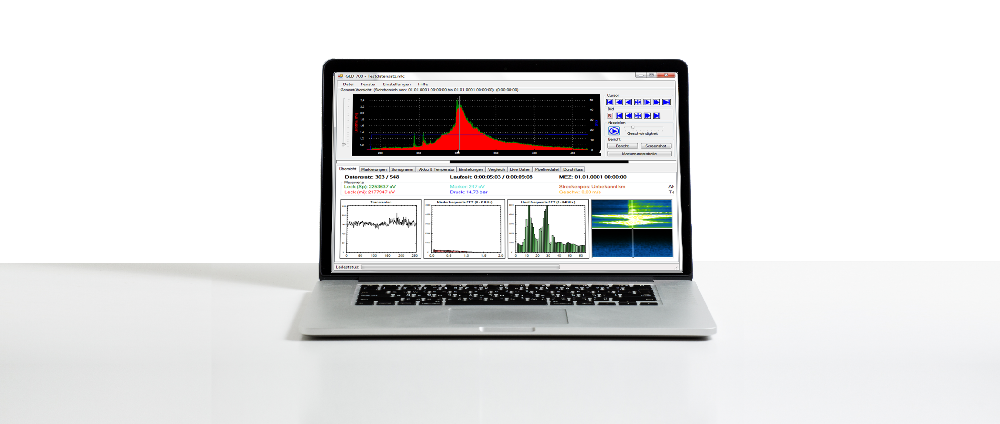 GLD 700 - Testdatensatz.mlc
Datei Fenster Einstellungen Hilfe
Gesamtübersicht: (Sichtbereich von: 01.01.0001 00:00:00 bis 01.01.0001 00:00:00) (0:00:00:00)
Cursor
2,4 50
2,2 40
2,0 30
1,8
1,6 20
1,4
1,2 10
1,0 0
200 250 300 350 400 450
Bild
R
Abspielen
Geschwindigkeit
Bericht
Bericht Screenshot
Markierungstabelle
Übersicht Markierungen Sonogramm Akku & Temperatur Einstellungen Vergleich Live Daten Pipelinedatei Durchfluss
Datensatz: 303 / 548 Laufzeit: 0:00:05:03 / 0:00:09:08 MEZ: 01.01.0001 00:00:00
Messwerte
Leck (Sp): 2253637 uV Marker: 247 uV Streckenpos: Unbekannt km
Leck (mi): 2177947 uV Druck: 14,73 bar Geschw.: 0,00 m/s
Transienten
0 50 100 150 200 250
Niederfrequente FFT (0 - 2 KHz)
0,0 0,5 1,0 1,5 2,0
Hochfrequente FFT (0 - 64KHz)
0 10 20 30 40 50 60
Ladestatus: